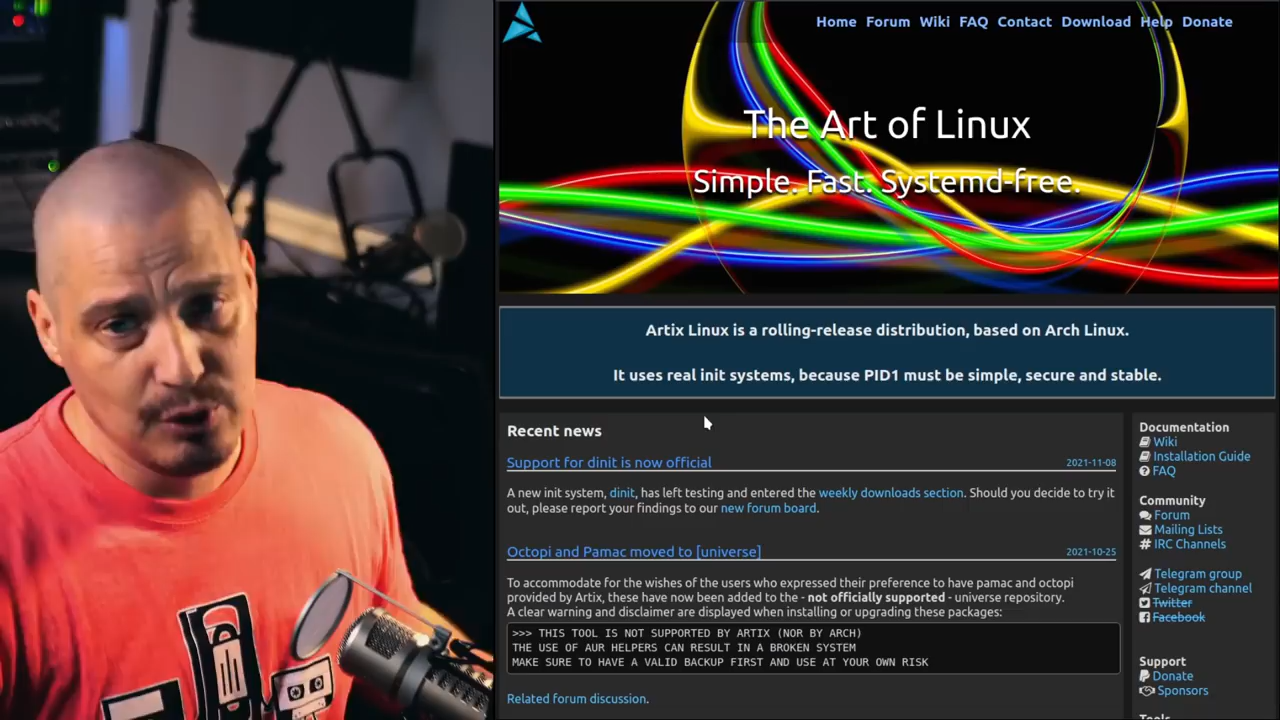 Home Forum Wiki FAQ Contact Download Help Donate
The Art of Linux
Simple. Fast. Systemd-free.
Artix Linux is a rolling-release distribution, based on Arch Linux.
It uses real init systems, because PID1 must be simple, secure and stable.
Recent news
Support for dinit is now official 2021-11-08
A new init system, dinit, has left testing and entered the weekly downloads section. Should you decide to try it
out, please report your findings to our new forum board.
Octopi and Pamac moved to [universe] 2021-10-25
To accommodate for the wishes of the users who expressed their preference to have pamac and octopi
provided by Artix, these have now been added to the - not officially supported - universe repository.
A clear warning and disclaimer are displayed when installing or upgrading these packages:
>>> THIS TOOL IS NOT SUPPORTED BY ARTIX (NOR BY ARCH)
THE USE OF AUR HELPERS CAN RESULT IN A BROKEN SYSTEM
MAKE SURE TO HAVE A VALID BACKUP FIRST AND USE AT YOUR OWN RISK
Related forum discussion.
Documentation
Wiki
Installation Guide
FAQ
Community
Forum
Mailing Lists
IRC Channels
Telegram group
Telegram channel
Twitter
Facebook
Support
Donate
Sponsors
Tools